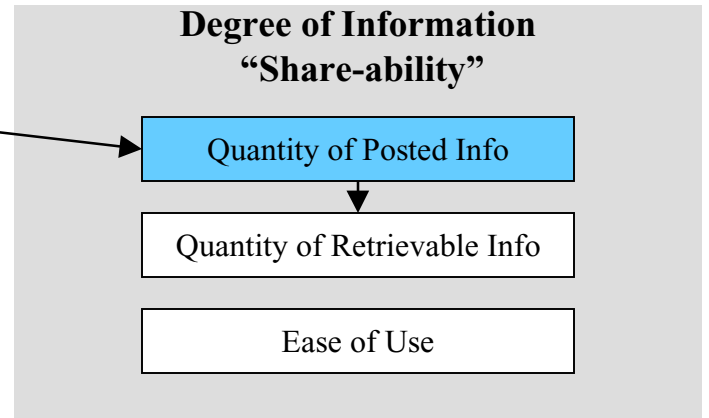 Degree of Information
“Share-ability”
Quantity of Posted Info
Quantity of Retrievable Info
Ease of Use